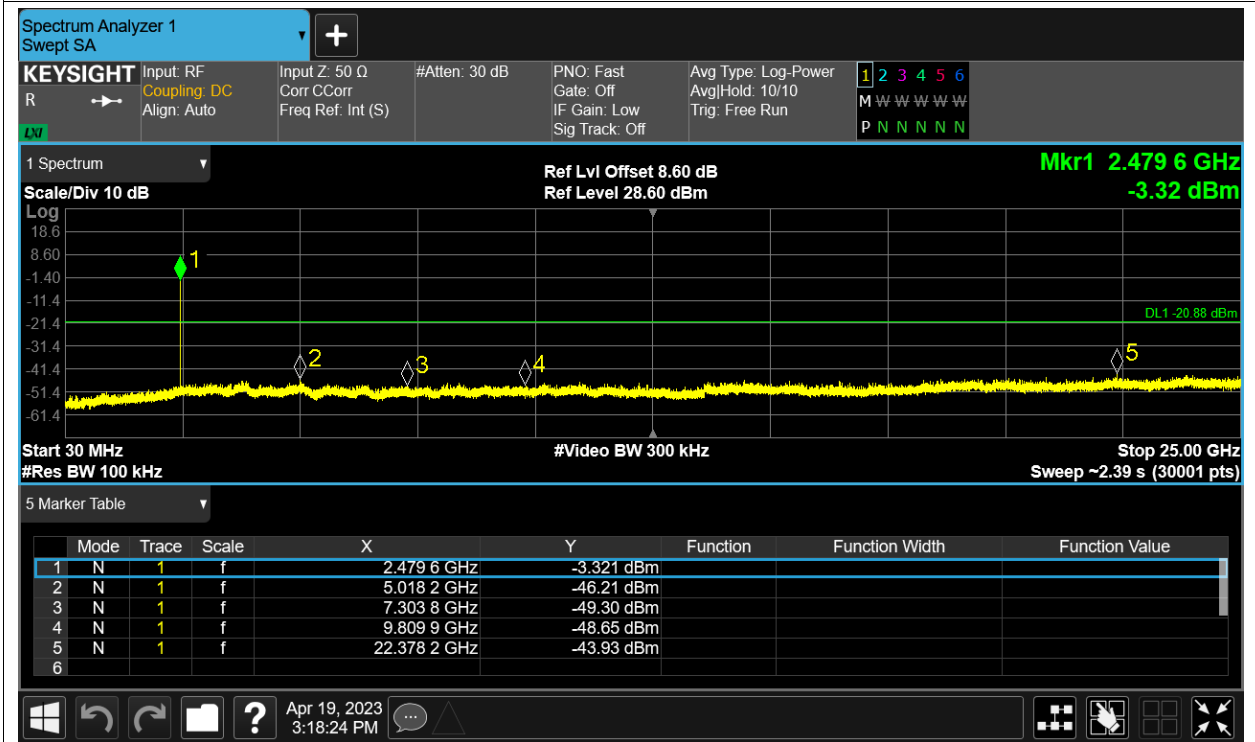 Spectrum Analyzer 1
Swept SA
KEYSIGHT
R
LXI
Input: RF
Coupling: DC
Align: Auto
Input Z: 50 Ω
Corr CCorr
Freq Ref: Int (S)
#Atten: 30 dB
PNO: Fast
Gate: Off
IF Gain: Low
Sig Track: Off
Avg Type: Log-Power
Avg|Hold: 10/10
Trig: Free Run
1 2 3 4 5 6
M W W W W W
P N N N N N
1 Spectrum
Scale/Div 10 dB
Ref Lvl Offset 8.60 dB
Ref Level 28.60 dBm
Mkr1 2.479 6 GHz
-3.32 dBm
Log
18.6
8.60
-1.40
-11.4
-21.4
-31.4
-41.4
-51.4
-61.4
1
2
3
4
5
DL1 -20.88 dBm
Start 30 MHz
#Res BW 100 kHz
#Video BW 300 kHz
Stop 25.00 GHz
Sweep ~2.39 s (30001 pts)
5 Marker Table
Mode Trace Scale X Y Function Function Width Function Value
1 N 1 f 2.479 6 GHz -3.321 dBm
2 N 1 f 5.018 2 GHz -46.21 dBm
3 N 1 f 7.303 8 GHz -49.30 dBm
4 N 1 f 9.809 9 GHz -48.65 dBm
5 N 1 f 22.378 2 GHz -43.93 dBm
6
?
Apr 19, 2023
3:18:24 PM